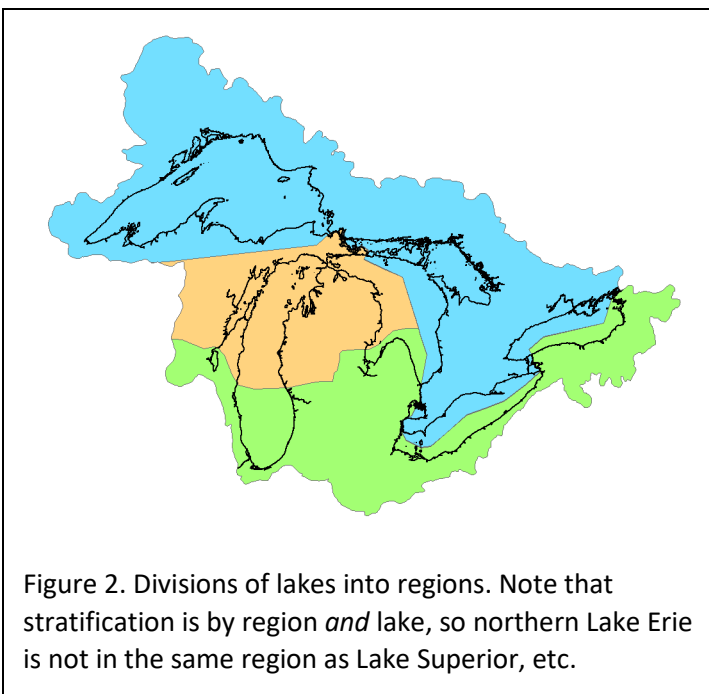 Figure 2. Divisions of lakes into regions. Note that
stratification is by region and lake, so northern Lake Erie
is not in the same region as Lake Superior, etc.